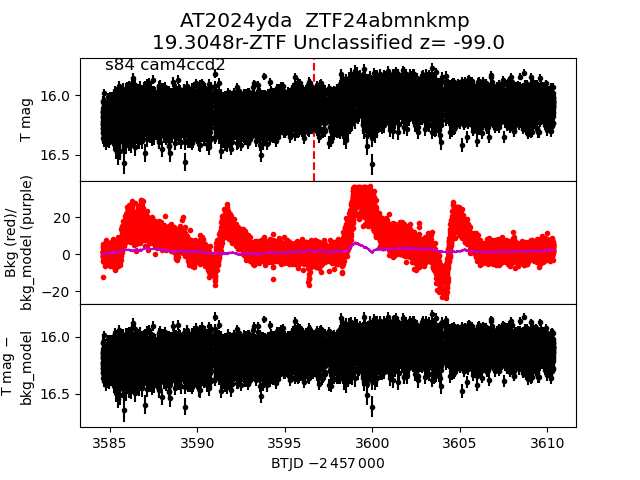 AT2024yda ZTF24abmnkmp
19.3048r-ZTF Unclassified z= -99.0
s84 cam4ccd2
T mag
16.0
16.5
Bkg (red)/
bkg_model (purple)
20
0
−20
T mag −
bkg_model
16.0
16.5
3585 3590 3595 3600 3605 3610
BTJD −2 457 000